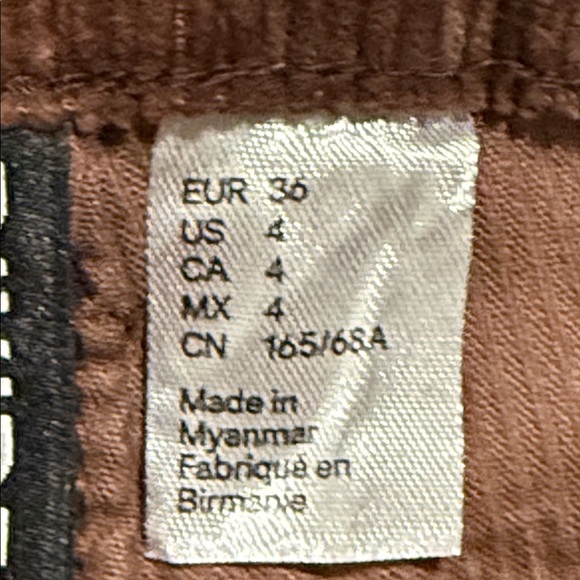 EUR 36
US 4
CA 4
MX 4
CN 165/68A
Made in
Myanmar
Fabriqué en
Birmanie